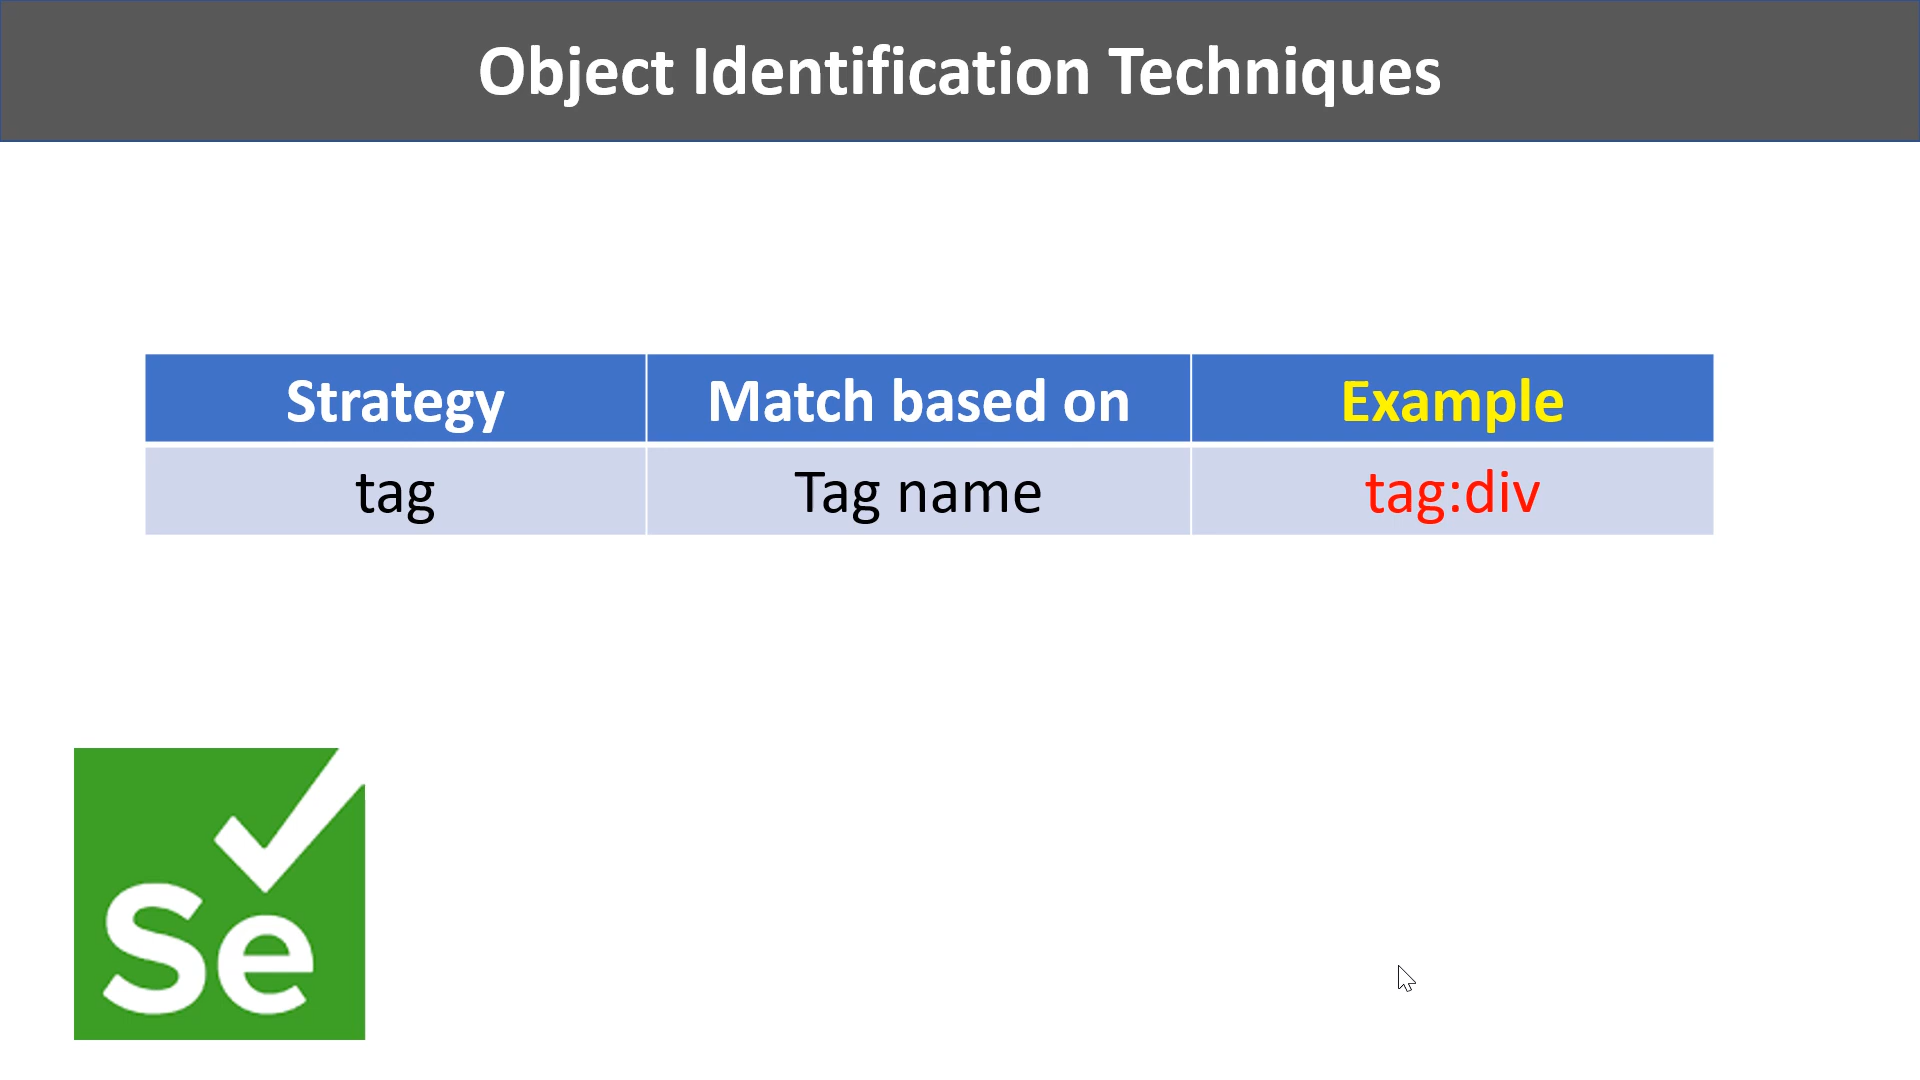 Object Identification Techniques
Strategy Match based on Example
tag Tag name tag:div
Se